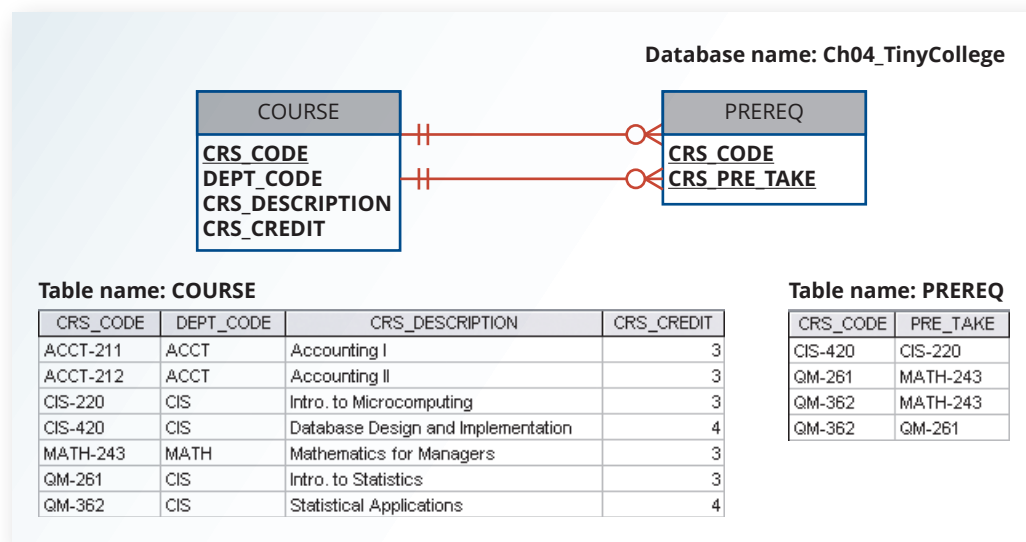 Database name: Ch04_TinyCollege
COURSE
CRS_CODE
DEPT_CODE
CRS_DESCRIPTION
CRS_CREDIT
PREREQ
CRS_CODE
CRS_PRE_TAKE
Table name: COURSE
CRS_CODE DEPT_CODE CRS_DESCRIPTION CRS_CREDIT
ACCT-211 ACCT Accounting I 3
ACCT-212 ACCT Accounting II 3
CIS-220 CIS Intro. to Microcomputing 3
CIS-420 CIS Database Design and Implementation 4
MATH-243 MATH Mathematics for Managers 3
QM-261 CIS Intro. to Statistics 3
QM-362 CIS Statistical Applications 4
Table name: PREREQ
CRS_CODE PRE_TAKE
CIS-420 CIS-220
QM-261 MATH-243
QM-362 MATH-243
QM-362 QM-261